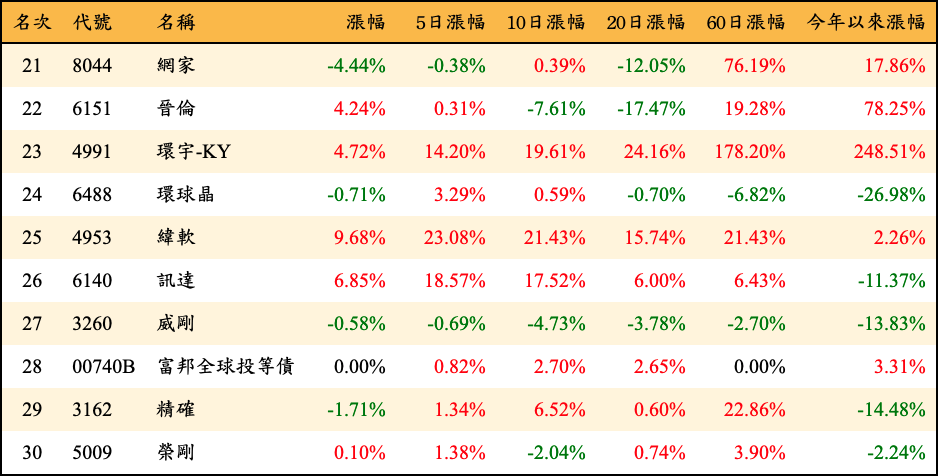 名次 代號 名稱 漲幅 5日漲幅 10日漲幅 20日漲幅 60日漲幅 今年以來漲幅
21 8044 網家 -4.44% -0.38% 0.39% -12.05% 76.19% 17.86%
22 6151 晉倫 4.24% 0.31% -7.61% -17.47% 19.28% 78.25%
23 4991 環宇-KY 4.72% 14.20% 19.61% 24.16% 178.20% 248.51%
24 6488 環球晶 -0.71% 3.29% 0.59% -0.70% -6.82% -26.98%
25 4953 緯軟 9.68% 23.08% 21.43% 15.74% 21.43% 2.26%
26 6140 訊達 6.85% 18.57% 17.52% 6.00% 6.43% -11.37%
27 3260 威剛 -0.58% -0.69% -4.73% -3.78% -2.70% -13.83%
28 00740B 富邦全球投等債 0.00% 0.82% 2.70% 2.65% 0.00% 3.31%
29 3162 精確 -1.71% 1.34% 6.52% 0.60% 22.86% -14.48%
30 5009 榮剛 0.10% 1.38% -2.04% 0.74% 3.90% -2.24%